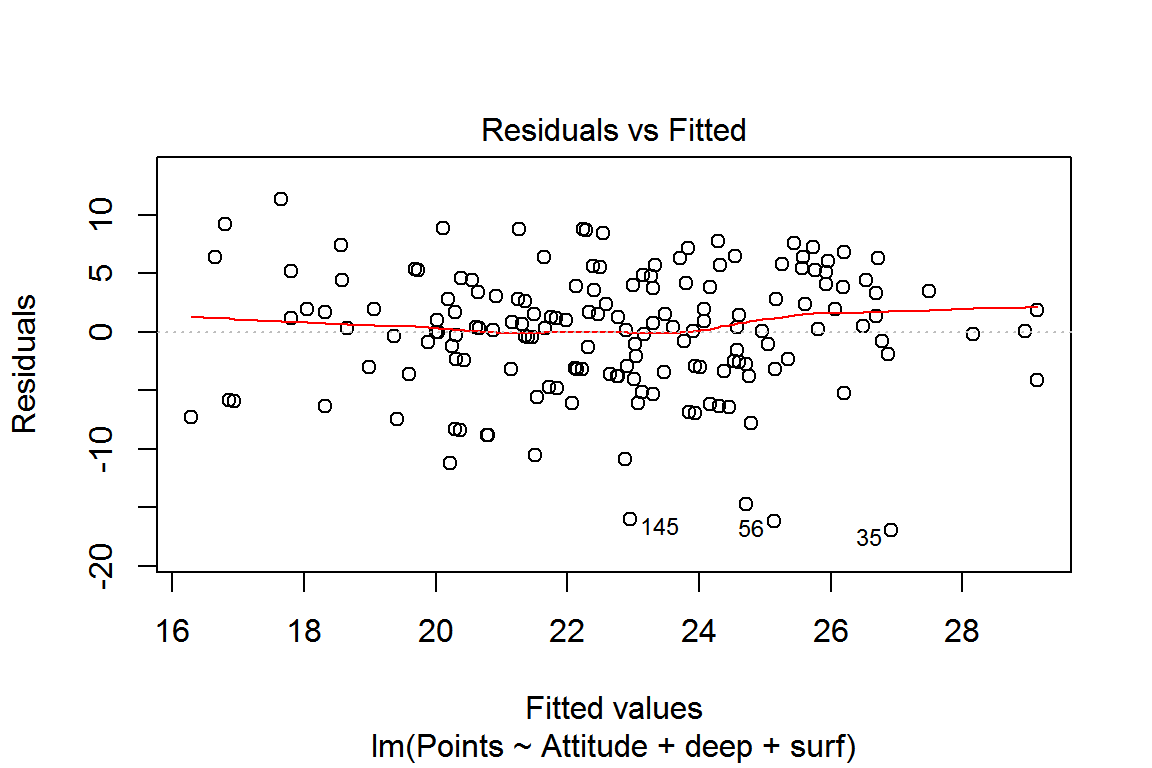 Residuals vs Fitted
Residuals
10
5
0
-10
-20
145
56
35
16 18 20 22 24 26 28
Fitted values
lm(Points ~ Attitude + deep + surf)